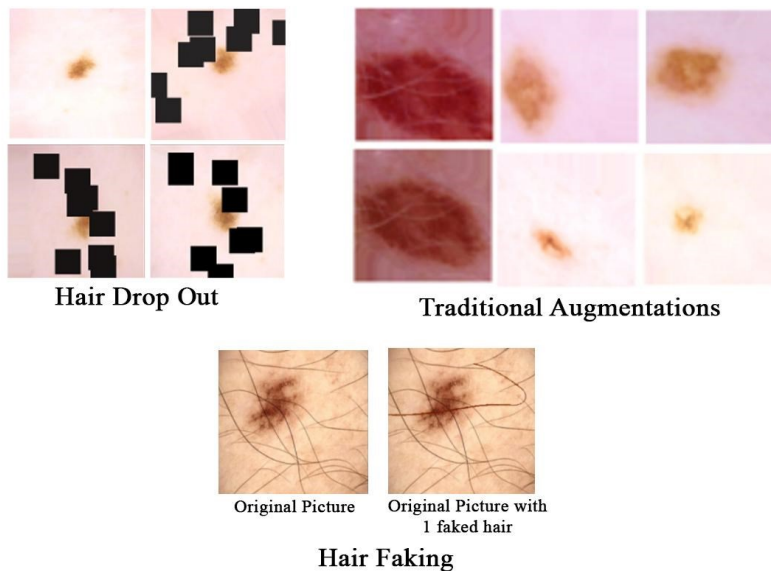 Hair Drop Out
Traditional Augmentations
Original Picture
Original Picture with
1 faked hair
Hair Faking